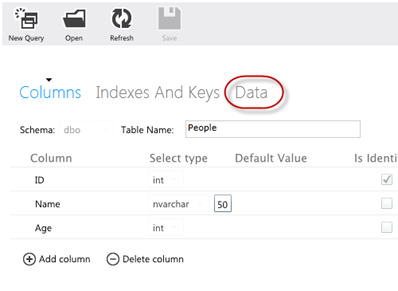 New Query Open Refresh Save
Columns Indexes And Keys Data
Schema: dbo Table Name: People
Column Select type Default Value Is Identi
ID int
Name nvarchar 50
Age int
Add column Delete column